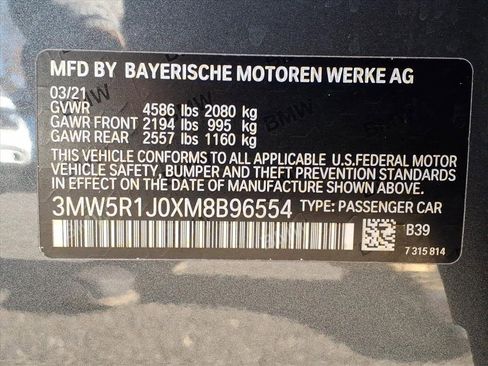 MFD BY BAYERISCHE MOTOREN WERKE AG
03/21
GVWR 4586 lbs 2080 kg
GAWR FRONT 2194 lbs 995 kg
GAWR REAR 2557 lbs 1160 kg
THIS VEHICLE CONFORMS TO ALL APPLICABLE U.S.FEDERAL MOTOR
VEHICLE SAFETY, BUMPER AND THEFT PREVENTION STANDARDS
IN EFFECT ON THE DATE OF MANUFACTURE SHOWN ABOVE.
3MW5R1J0XM8B96554 TYPE: PASSENGER CAR
B39
7 315 814
BMW